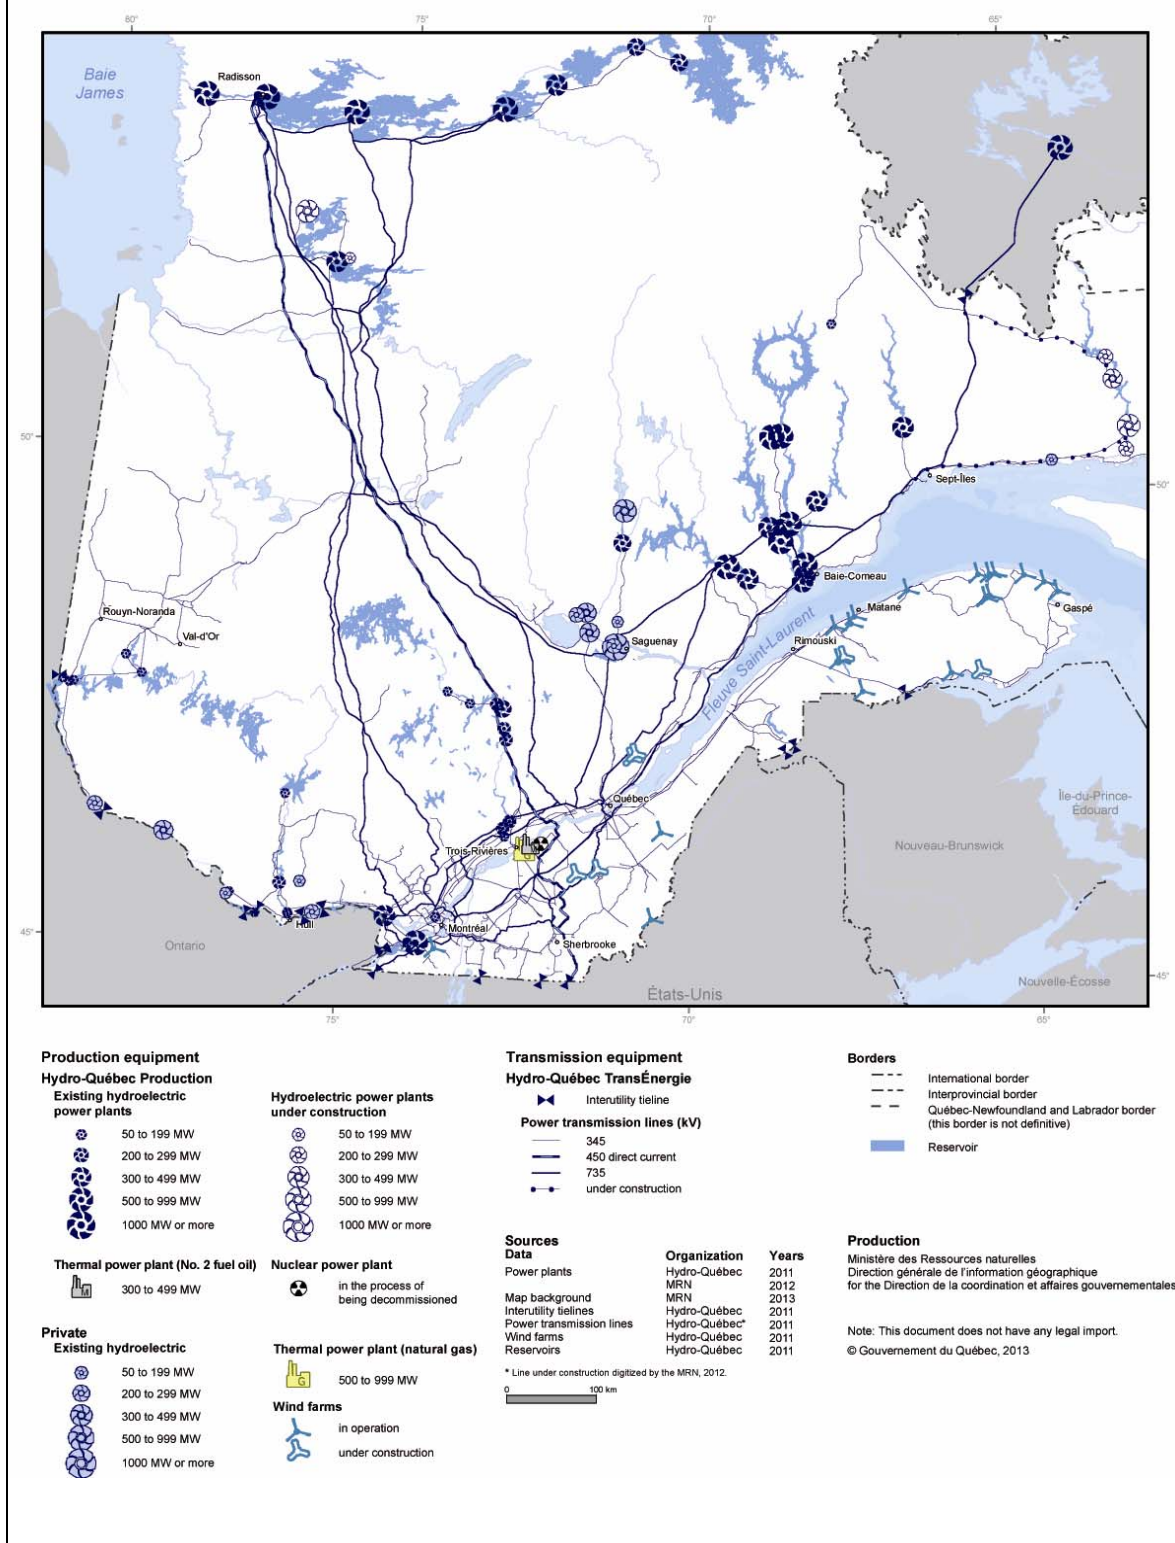 80°
75°
70°
65°
Baie
James
Radisson
50°
50°
Sept-Îles
Baie-Comeau
Matane
Gaspé
Rimouski
Rouyn-Noranda
Val-d'Or
Saguenay
Fleuve Saint-Laurent
Québec
Île-du-Prince-
Édouard
Trois-Rivières
Nouveau-Brunswick
Hull
Montréal
45°
Ontario
Sherbrooke
45°
Nouvelle-Écosse
États-Unis
75°
70°
65°
Production equipment
Hydro-Québec Production
Existing hydroelectric
power plants
50 to 199 MW
200 to 299 MW
300 to 499 MW
500 to 999 MW
1000 MW or more
Hydroelectric power plants
under construction
50 to 199 MW
200 to 299 MW
300 to 499 MW
500 to 999 MW
1000 MW or more
Thermal power plant (No. 2 fuel oil)
300 to 499 MW
Nuclear power plant
in the process of
being decommissioned
Private
Existing hydroelectric
50 to 199 MW
200 to 299 MW
300 to 499 MW
500 to 999 MW
1000 MW or more
Thermal power plant (natural gas)
G
500 to 999 MW
Wind farms
in operation
under construction
Transmission equipment
Hydro-Québec TransÉnergie
Interutility tieline
Power transmission lines (kV)
345
450 direct current
735
under construction
Borders
International border
Interprovincial border
Québec-Newfoundland and Labrador border
(this border is not definitive)
Reservoir
Sources
Data Organization Years
Power plants Hydro-Québec 2011
MRN 2012
Map background MRN 2013
Interutility tielines Hydro-Québec 2011
Power transmission lines Hydro-Québec* 2011
Wind farms Hydro-Québec 2011
Reservoirs Hydro-Québec 2011
* Line under construction digitized by the MRN, 2012.
0 100 km
Production
Ministère des Ressources naturelles
Direction générale de l'information géographique
for the Direction de la coordination et affaires gouvernementales
Note: This document does not have any legal import.
© Gouvernement du Québec, 2013